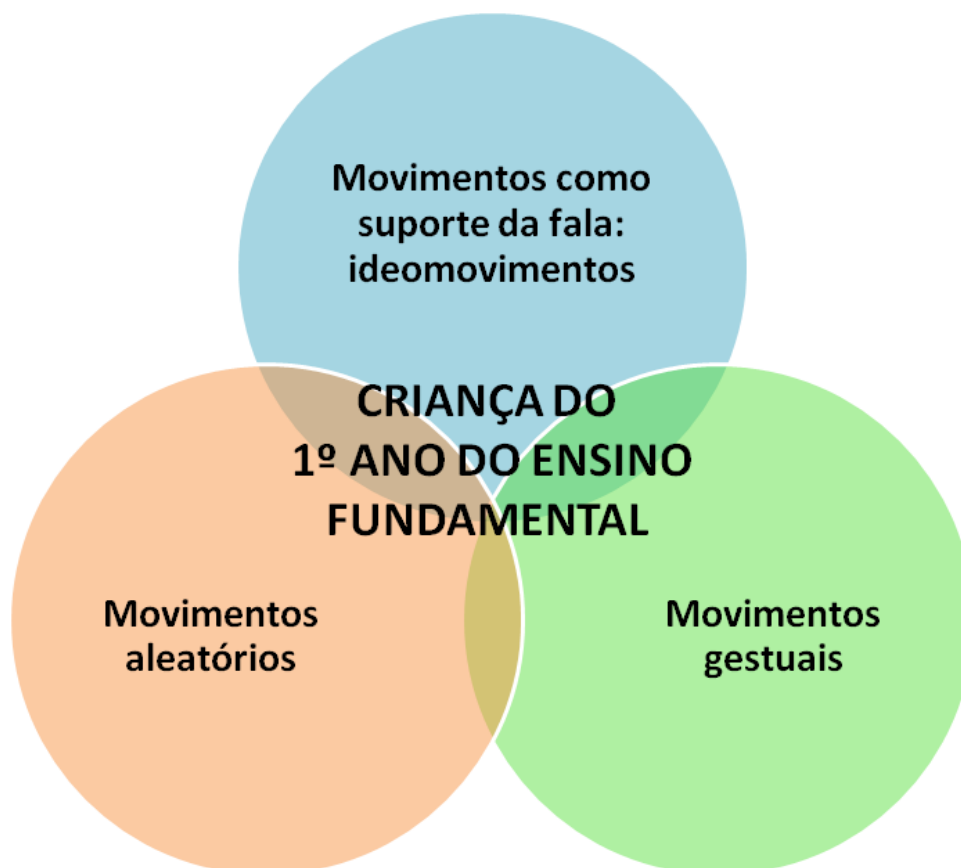 Movimentos como
suporte da fala:
ideomovimentos
CRIANÇA DO
1º ANO DO ENSINO
FUNDAMENTAL
Movimentos
aleatórios
Movimentos
gestuais